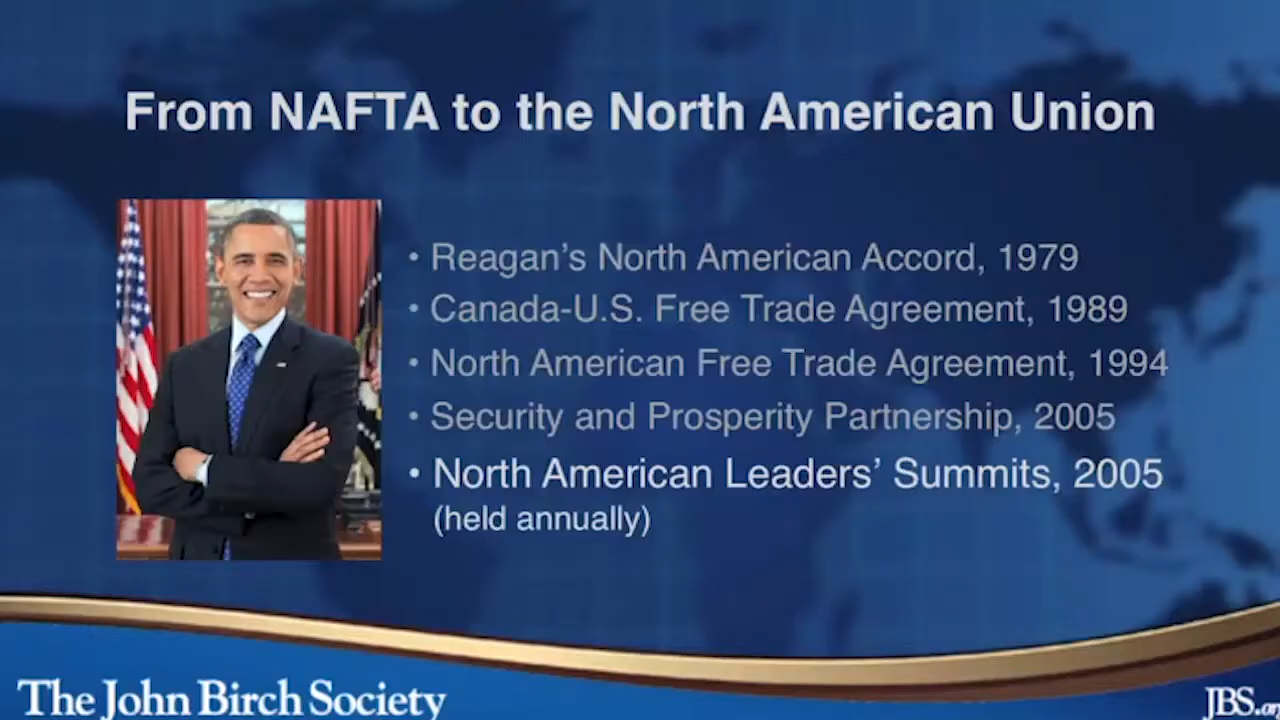 From NAFTA to the North American Union
• Reagan’s North American Accord, 1979
• Canada-U.S. Free Trade Agreement, 1989
• North American Free Trade Agreement, 1994
• Security and Prosperity Partnership, 2005
• North American Leaders’ Summits, 2005
(held annually)
The John Birch Society
JBS.or